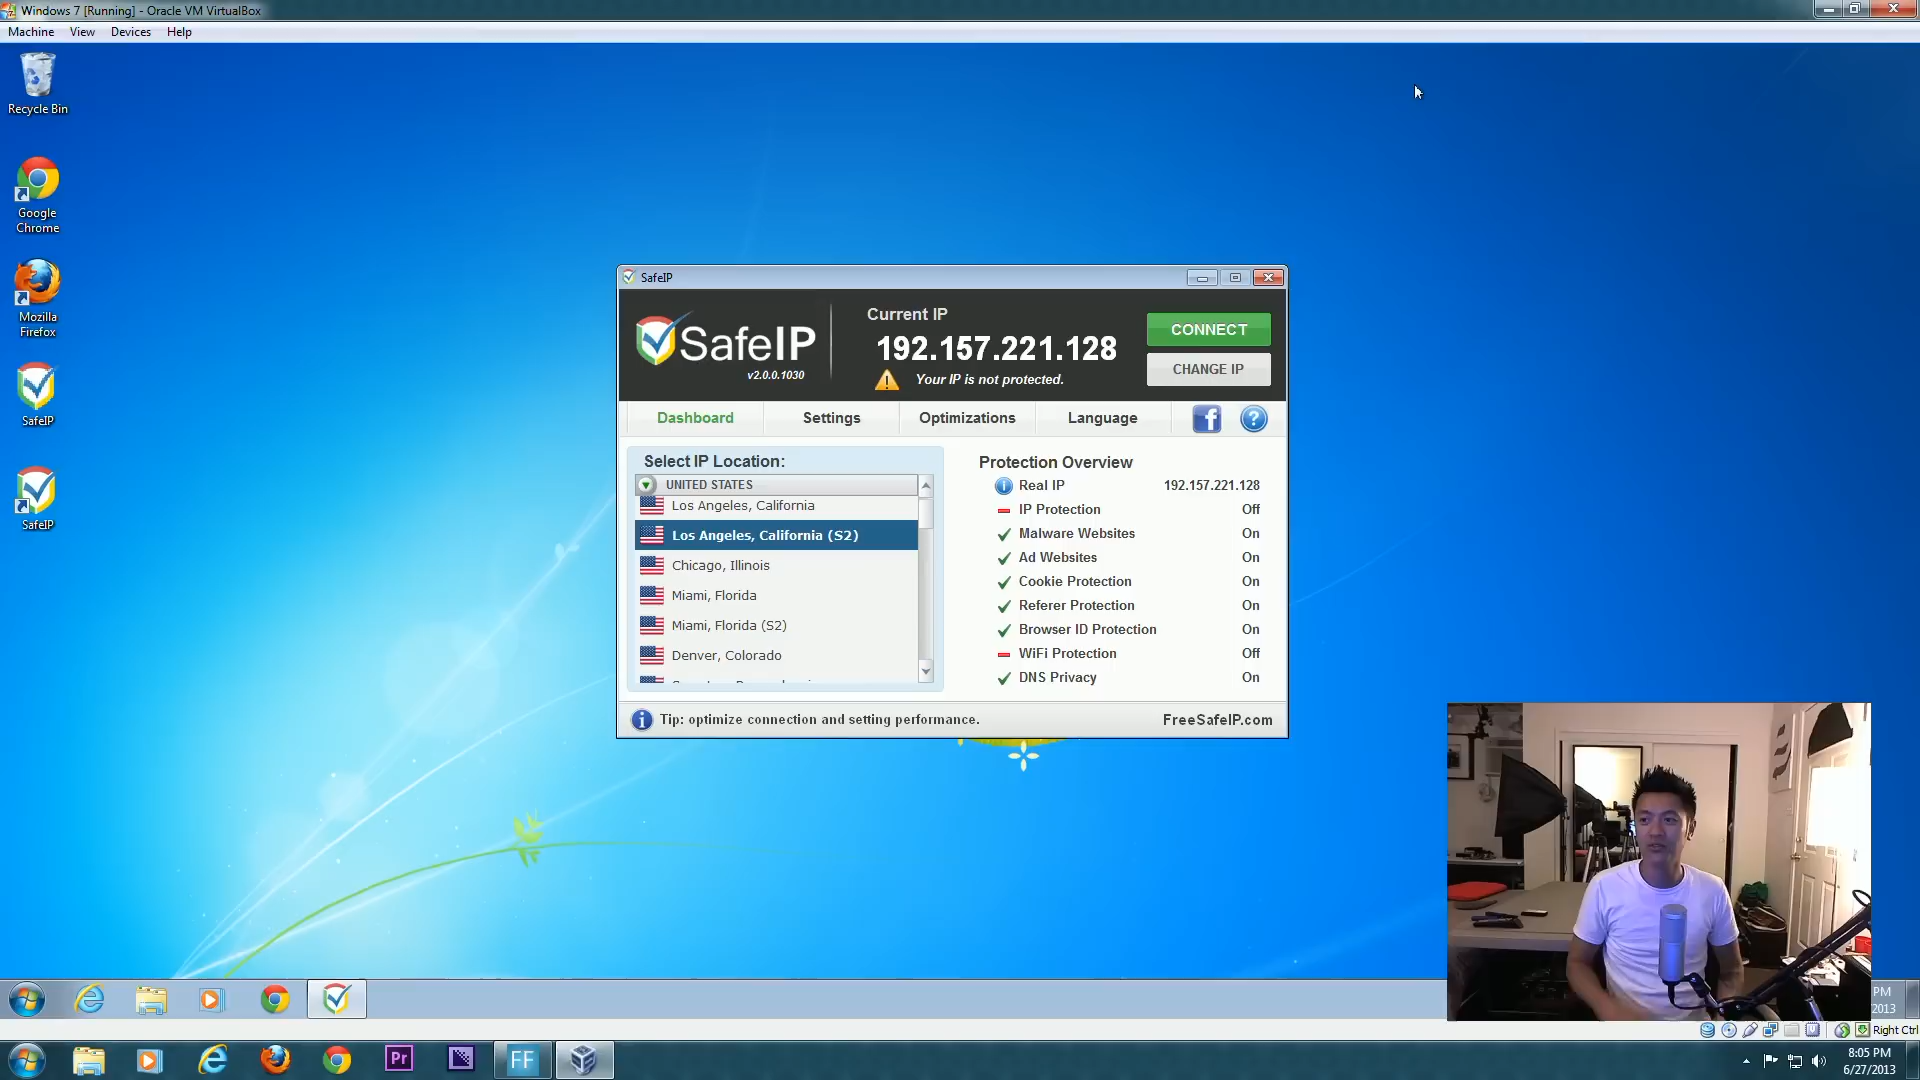 Windows 7 [Running] - Oracle VM VirtualBox
Machine View Devices Help
Recycle Bin
Google
Chrome
Mozilla
Firefox
SafeIP
SafeIP
SafeIP
SafeIP
v2.0.0.1030
Current IP
192.157.221.128
Your IP is not protected.
CONNECT
CHANGE IP
Dashboard Settings Optimizations Language
Select IP Location:
UNITED STATES
Los Angeles, California
Los Angeles, California (S2)
Chicago, Illinois
Miami, Florida
Miami, Florida (S2)
Denver, Colorado
Protection Overview
Real IP 192.157.221.128
IP Protection Off
Malware Websites On
Ad Websites On
Cookie Protection On
Referer Protection On
Browser ID Protection On
WiFi Protection Off
DNS Privacy On
Tip: optimize connection and setting performance. FreeSafeIP.com
PM
/2013
Right Ctrl
Pr
FF
8:05 PM
6/27/2013